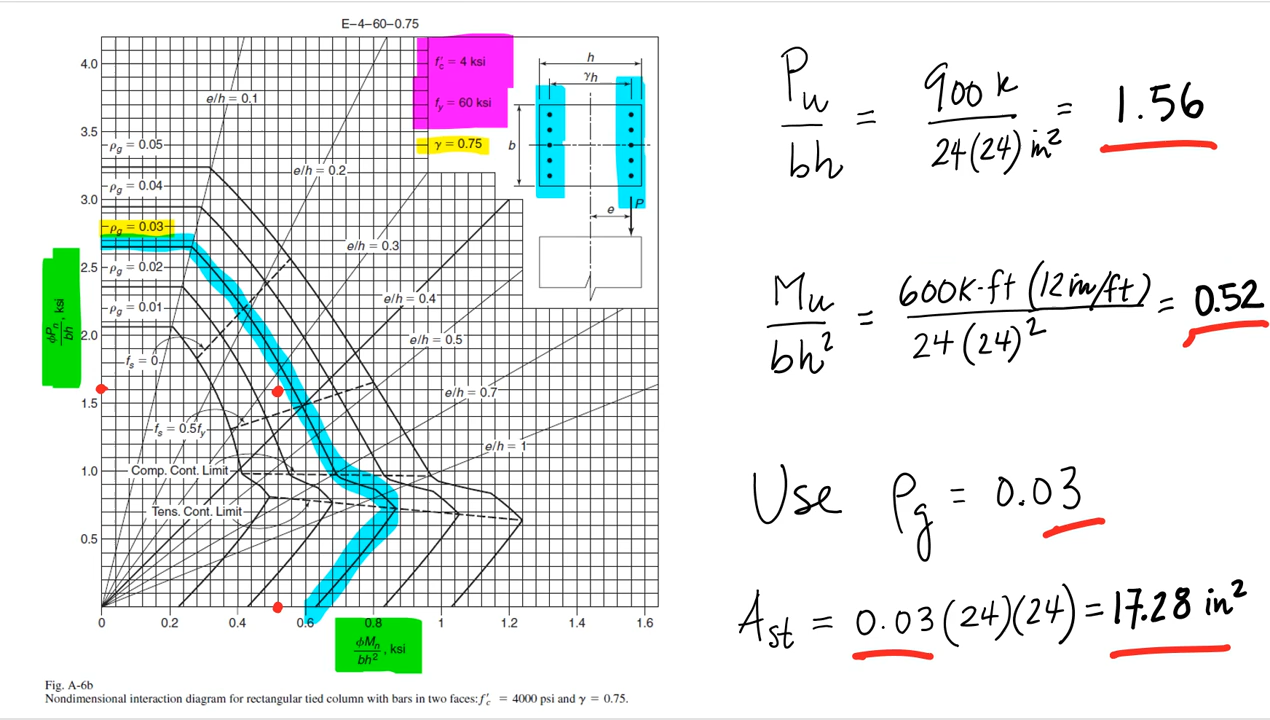 E–4–60–0.75
4.0
3.5
3.0
2.5
2.0
1.5
1.0
0.5
0
0.2
0.4
0.6
0.8
1
1.2
1.4
1.6
ϕPn/bh, ksi
ϕMn/bh², ksi
e/h = 0.1
e/h = 0.2
e/h = 0.3
e/h = 0.4
e/h = 0.5
e/h = 0.7
e/h = 1
ρg = 0.05
ρg = 0.04
ρg = 0.03
ρg = 0.02
ρg = 0.01
fs = 0
fs = 0.5fy
Comp. Cont. Limit
Tens. Cont. Limit
f′c = 4 ksi
fy = 60 ksi
γ = 0.75
h
γh
b
e
P
Fig. A-6b
Nondimensional interaction diagram for rectangular tied column with bars in two faces: f′c = 4000 psi and γ = 0.75.
Pu/bh = 900 k/24(24) in² = 1.56
Mu/bh² = 600k·ft (12in/ft)/24(24)² = 0.52
Use ρg = 0.03
Ast = 0.03(24)(24) = 17.28 in²